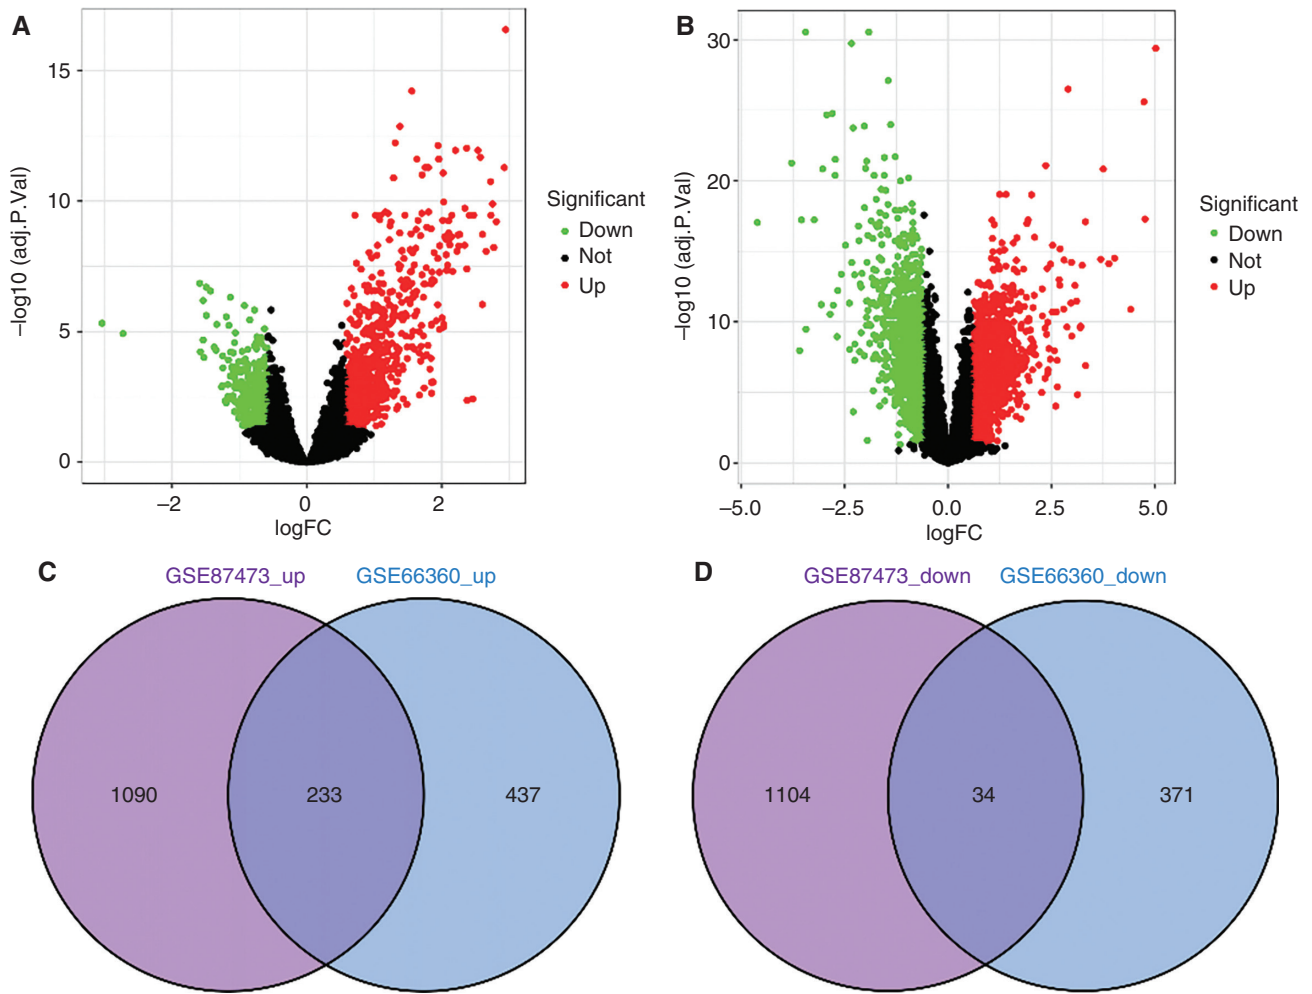 A
–log10 (adj.P.Val)
15
10
5
0
–2
0
2
logFC
Significant
Down
Not
Up
B
–log10 (adj.P.Val)
30
20
10
0
–5.0
–2.5
0.0
2.5
5.0
logFC
Significant
Down
Not
Up
C
GSE87473_up
GSE66360_up
1090
233
437
D
GSE87473_down
GSE66360_down
1104
34
371